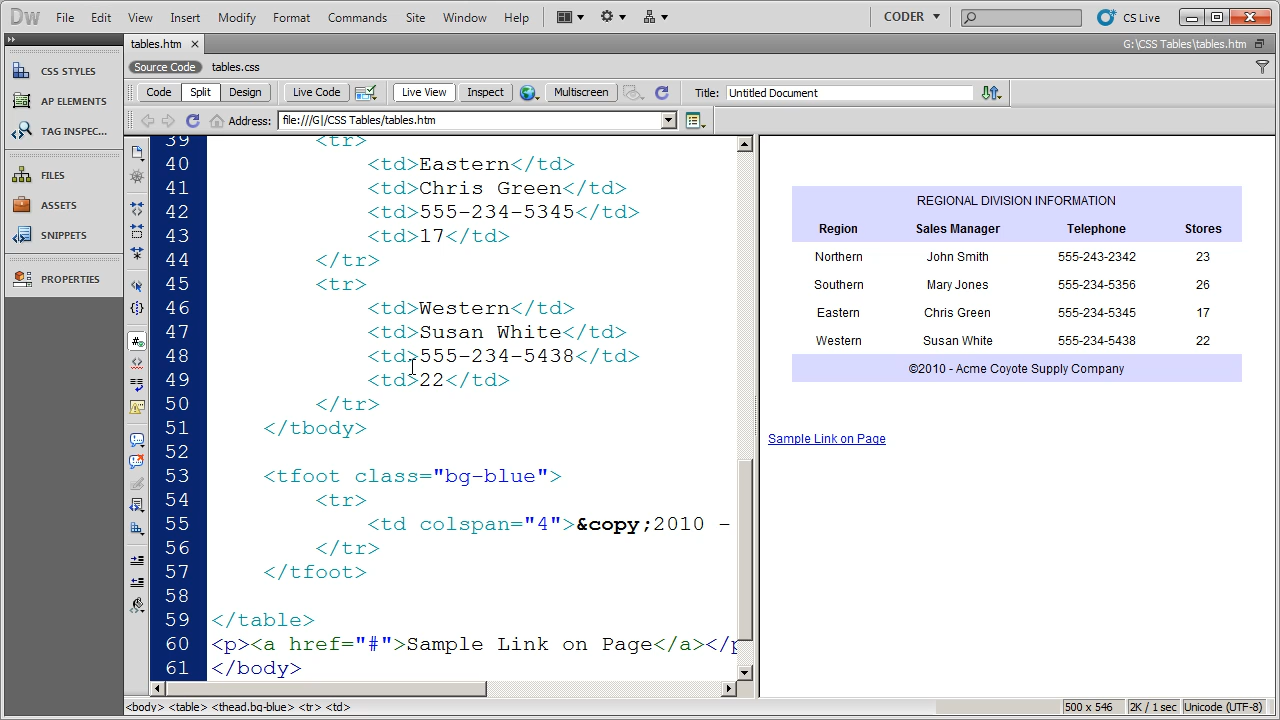 Dw File Edit View Insert Modify Format Commands Site Window Help CODER CS Live
tables.htm × G:\CSS Tables\tables.htm
Source Code tables.css
Code Split Design Live Code Live View Inspect Multiscreen Title: Untitled Document
Address: file:///G|/CSS Tables/tables.htm
CSS STYLES
AP ELEMENTS
TAG INSPEC...
FILES
ASSETS
SNIPPETS
PROPERTIES
39 <tr>
40 <td>Eastern</td>
41 <td>Chris Green</td>
42 <td>555-234-5345</td>
43 <td>17</td>
44 </tr>
45 <tr>
46 <td>Western</td>
47 <td>Susan White</td>
48 <td>555-234-5438</td>
49 <td>22</td>
50 </tr>
51 </tbody>
52
53 <tfoot class="bg-blue">
54 <tr>
55 <td colspan="4">&copy;2010 –
56 </tr>
57 </tfoot>
58
59 </table>
60 <p><a href="#">Sample Link on Page</a></p
61 </body>
REGIONAL DIVISION INFORMATION
Region Sales Manager Telephone Stores
Northern John Smith 555-243-2342 23
Southern Mary Jones 555-234-5356 26
Eastern Chris Green 555-234-5345 17
Western Susan White 555-234-5438 22
©2010 - Acme Coyote Supply Company
Sample Link on Page
<body> <table> <thead.bg-blue> <tr> <td> 500 x 546 2K / 1 sec Unicode (UTF-8)